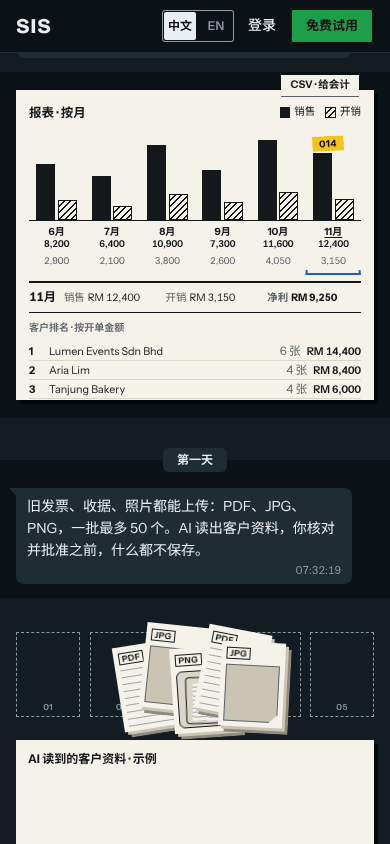 SIS
中文 EN 登录 免费试用
CSV·给会计
报表·按月 销售 开销
014
6月 7月 8月 9月 10月 11月
8,200 6,400 10,900 7,300 11,600 12,400
2,900 2,100 3,800 2,600 4,050 3,150
11月 销售 RM 12,400 开销 RM 3,150 净利 RM 9,250
客户排名·按开单金额
1 Lumen Events Sdn Bhd 6 张 RM 14,400
2 Aria Lim 4 张 RM 8,400
3 Tanjung Bakery 4 张 RM 6,000
第一天
旧发票、收据、照片都能上传：PDF、JPG、
PNG，一批最多 50 个。AI 读出客户资料，你核对
并批准之前，什么都不保存。
07:32:19
JPG
PDF
PDF
JPG
PNG
01
05
AI 读到的客户资料·示例